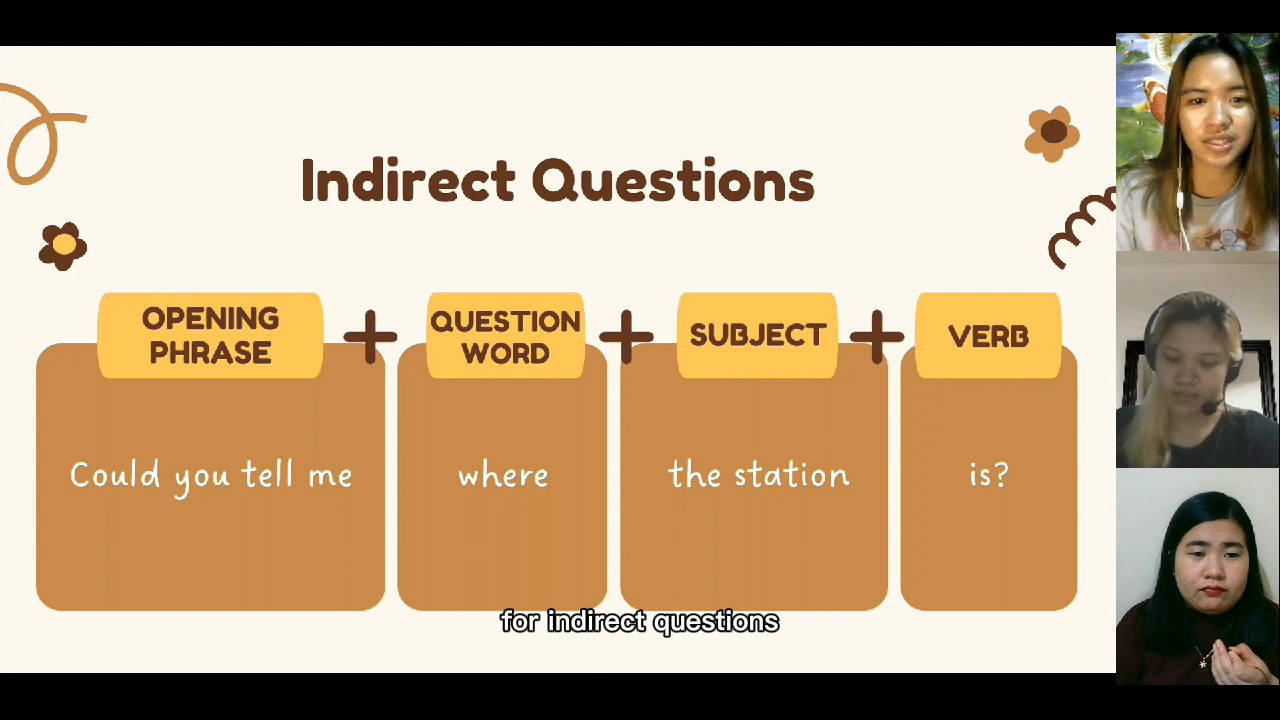 Indirect Questions
OPENING
PHRASE
QUESTION
WORD
SUBJECT
VERB
Could you tell me
where
the station
is?
for indirect questions